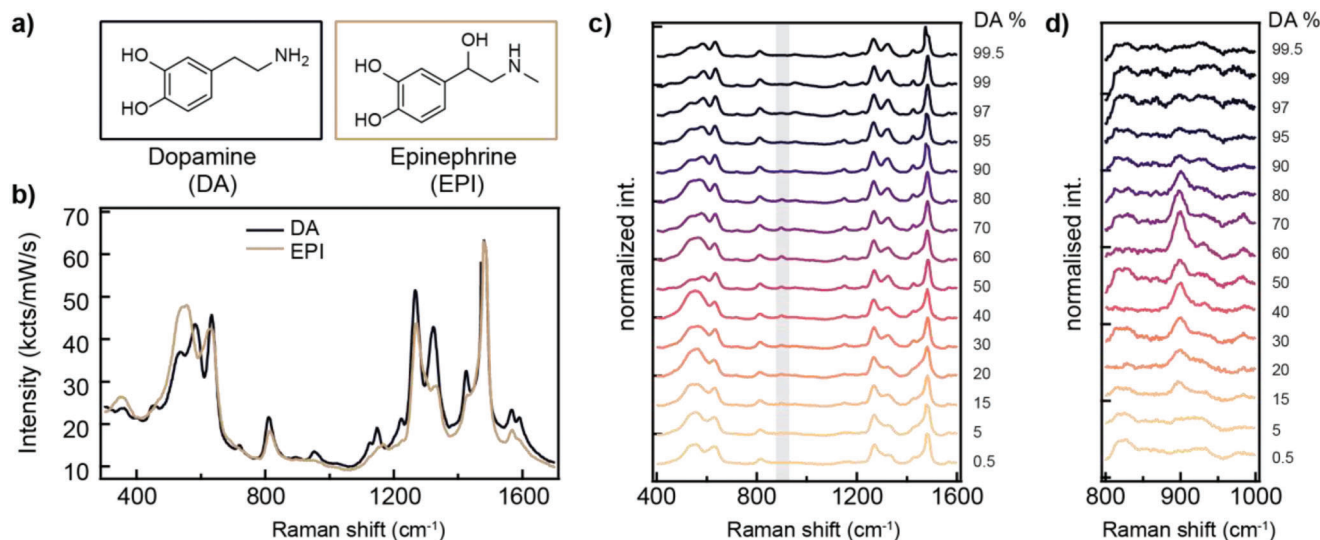 a)
HO
HO
NH2
Dopamine
(DA)
OH
HO
HO
H
N
Epinephrine
(EPI)
b)
Intensity (kcts/mW/s)
70
60
50
40
30
20
10
DA
EPI
400
800
1200
1600
Raman shift (cm⁻¹)
c)
DA %
normalized int.
99.5
99
97
95
90
80
70
60
50
40
30
20
15
5
0.5
400
800
1200
1600
Raman shift (cm⁻¹)
d)
DA %
normalised int.
99.5
99
97
95
90
80
70
60
50
40
30
20
15
5
0.5
800
900
1000
Raman shift (cm⁻¹)